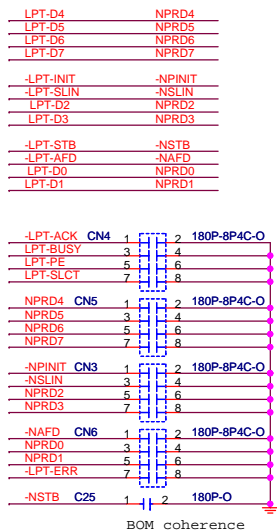 LPT-D4 NPRD4
LPT-D5 NPRD5
LPT-D6 NPRD6
LPT-D7 NPRD7
-LPT-INIT -NPINIT
-LPT-SLIN -NSLIN
LPT-D2 NPRD2
LPT-D3 NPRD3
-LPT-STB -NSTB
-LPT-AFD -NAFD
LPT-D0 NPRD0
LPT-D1 NPRD1
-LPT-ACK CN4 1 2 180P-8P4C-O
LPT-BUSY 3 4
LPT-PE 5 6
LPT-SLCT 7 8
NPRD4 CN5 1 2 180P-8P4C-O
NPRD5 3 4
NPRD6 5 6
NPRD7 7 8
-NPINIT CN3 1 2 180P-8P4C-O
-NSLIN 3 4
NPRD2 5 6
NPRD3 7 8
-NAFD CN6 1 2 180P-8P4C-O
NPRD0 3 4
NPRD1 5 6
-LPT-ERR 7 8
-NSTB C25 1 2 180P-O
BOM coherence